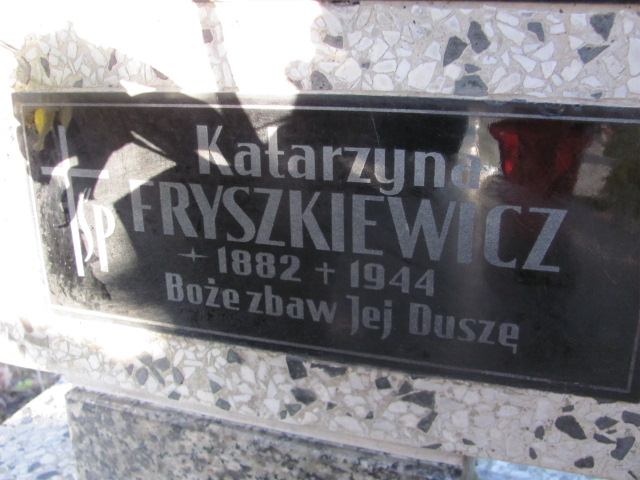 ŚP
Katarzyna
FRYSZKIEWICZ
1882 † 1944
Boże zbaw Jej Duszę